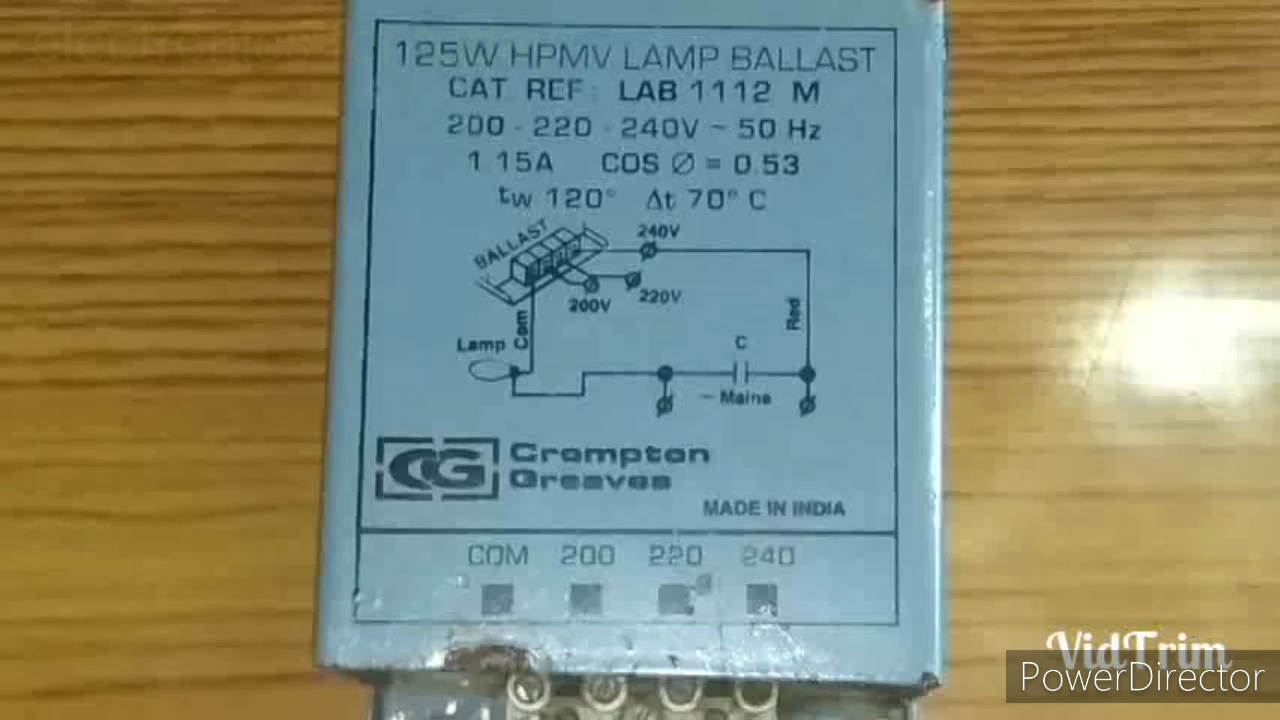 electronics
125W HPMV LAMP BALLAST
CAT. REF : LAB 1112 M
200 - 220 - 240V ~ 50 Hz
1.15A COS Ø = 0.53
tw 120° Δt 70° C
BALLAST
240V
200V
220V
Com
Red
Lamp
C
~ Mains
CG Crompton
Greaves
MADE IN INDIA
COM 200 220 240
VidTrim
PowerDirector